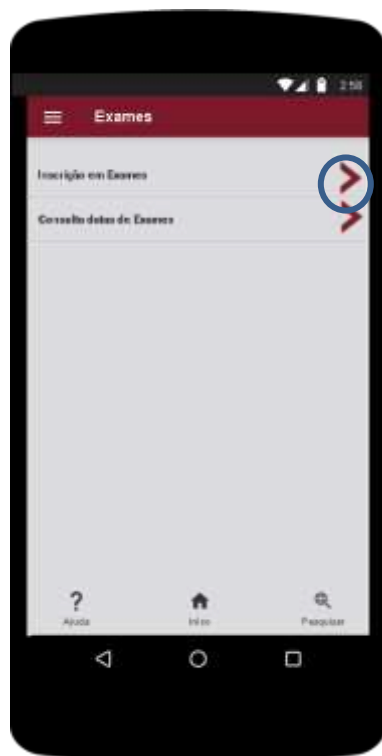 2:58
Exames
Inscrição em Exames
Consulta datas de Exames
?
Ajuda
Início
Pesquisar